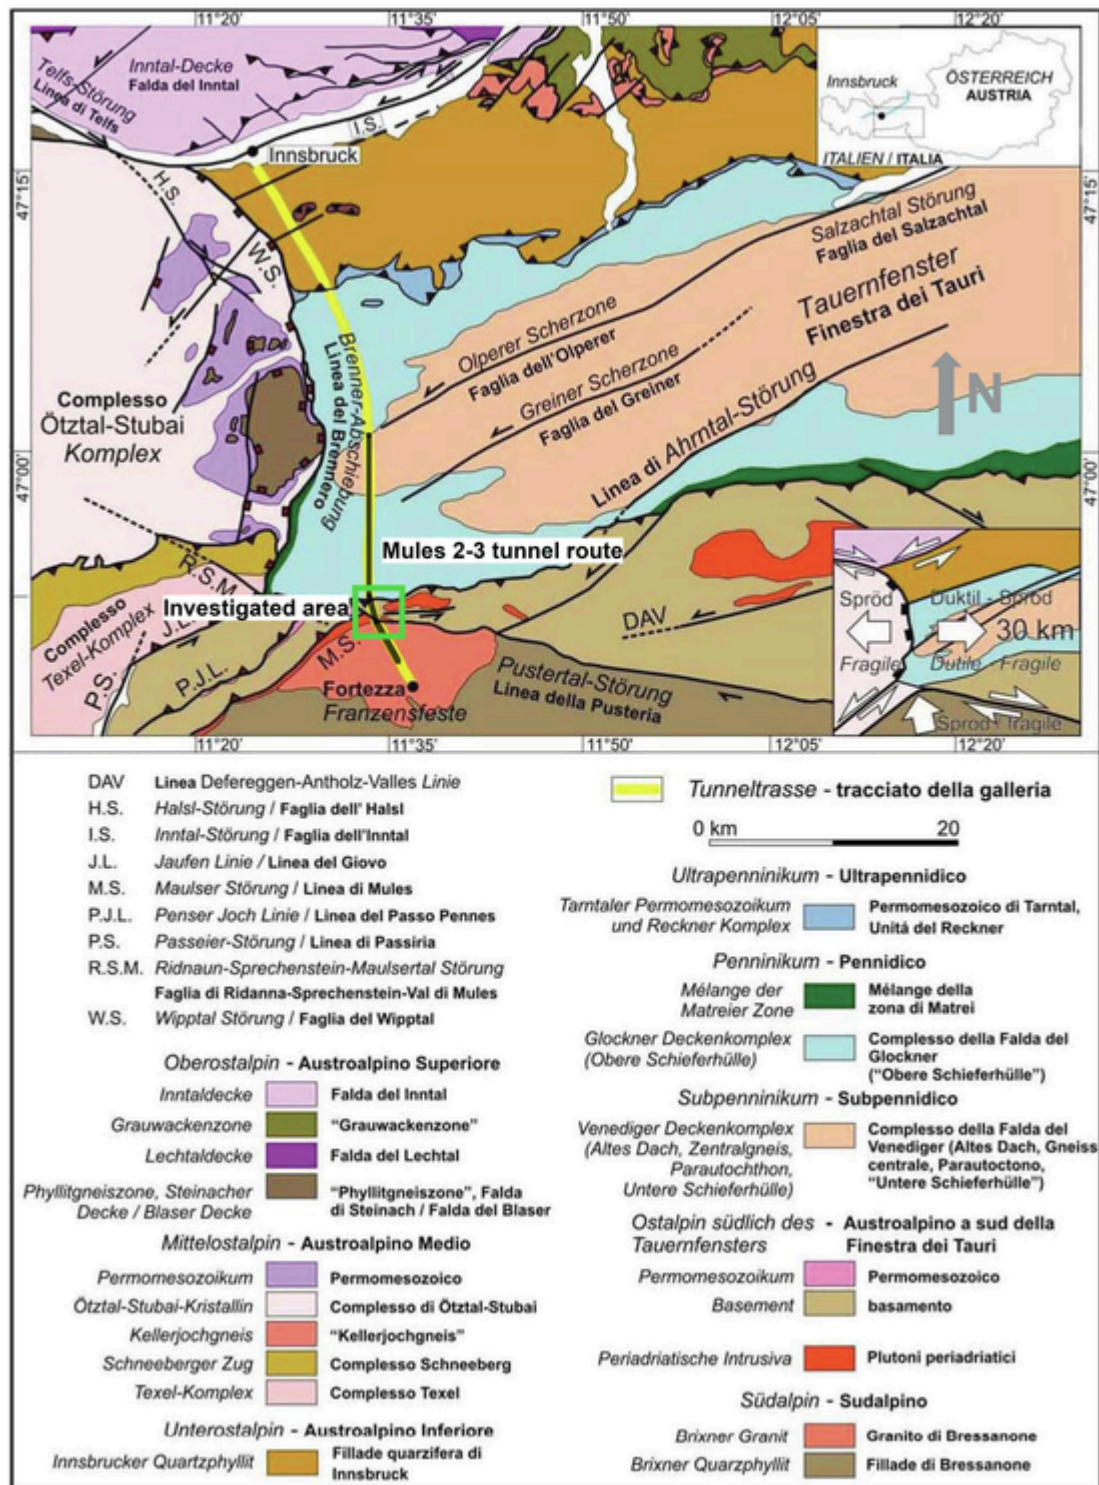 11°20'
11°35'
11°50'
12°05'
12°20'
Inntal-Decke
Falda del Inntal
Telfs-Störung
Linea di Telfs
I.S.
Innsbruck
Innsbruck
ÖSTERREICH
AUSTRIA
ITALIEN / ITALIA
47°15'
47°15'
H.S.
W.S.
Salzachtal Störung
Faglia del Salzachtal
Tauernfenster
Finestra dei Tauri
Olperer Scherzone
Faglia dell'Olperer
Greiner Scherzone
Faglia del Greiner
Brenner-Abschiebung
Linea del Brennero
Linea di Ahrntal-Störung
N
Complesso
Ötztal-Stubai
Komplex
47°00'
47°00'
Mules 2-3 tunnel route
R.S.M.
Investigated area
Complesso
Texel-Komplex
J.L.
P.S.
P.J.L.
M.S.
DAV
Fortezza
Franzensfeste
Pustertal-Störung
Linea della Pusteria
Spröd
Duktil - Spröd
30 km
Fragile
Dutile - Fragile
Spröd - fragile
11°20'
11°35'
11°50'
12°05'
12°20'
DAV Linea Defereggen-Antholz-Valles Linie
H.S. Halsl-Störung / Faglia dell' Halsl
I.S. Inntal-Störung / Faglia dell'Inntal
J.L. Jaufen Linie / Linea del Giovo
M.S. Maulser Störung / Linea di Mules
P.J.L. Penser Joch Linie / Linea del Passo Pennes
P.S. Passeier-Störung / Linea di Passiria
R.S.M. Ridnaun-Sprechenstein-Maulsertal Störung
Faglia di Ridanna-Sprechenstein-Val di Mules
W.S. Wipptal Störung / Faglia del Wipptal
Oberostalpin - Austroalpino Superiore
Inntaldecke Falda del Inntal
Grauwackenzone "Grauwackenzone"
Lechtaldecke Falda del Lechtal
Phyllitgneiszone, Steinacher "Phyllitgneiszone", Falda
Decke / Blaser Decke di Steinach / Falda del Blaser
Mittelostalpin - Austroalpino Medio
Permomesozoikum Permomesozoico
Ötztal-Stubai-Kristallin Complesso di Ötztal-Stubai
Kellerjochgneis "Kellerjochgneis"
Schneeberger Zug Complesso Schneeberg
Texel-Komplex Complesso Texel
Unterostalpin - Austroalpino Inferiore
Innsbrucker Quartzphyllit Fillade quarzifera di
Innsbruck
Tunneltrasse - tracciato della galleria
0 km 20
Ultrapenninikum - Ultrapennidico
Tarntaler Permomesozoikum Permomesozoico di Tarntal,
und Reckner Komplex Unitá del Reckner
Penninikum - Pennidico
Mélange der Mélange della
Matreier Zone zona di Matrei
Glockner Deckenkomplex Complesso della Falda del
(Obere Schieferhülle) Glockner
("Obere Schieferhülle")
Subpenninikum - Subpennidico
Venediger Deckenkomplex Complesso della Falda del
(Altes Dach, Zentralgneis, Venediger (Altes Dach, Gneiss
Parautochthon, centrale, Parautoctono,
Untere Schieferhülle) "Untere Schieferhülle")
Ostalpin südlich des - Austroalpino a sud della
Tauernfensters Finestra dei Tauri
Permomesozoikum Permomesozoico
Basement basamento
Periadriatische Intrusiva Plutoni periadriatici
Südalpin - Sudalpino
Brixner Granit Granito di Bressanone
Brixner Quarzphyllit Fillade di Bressanone